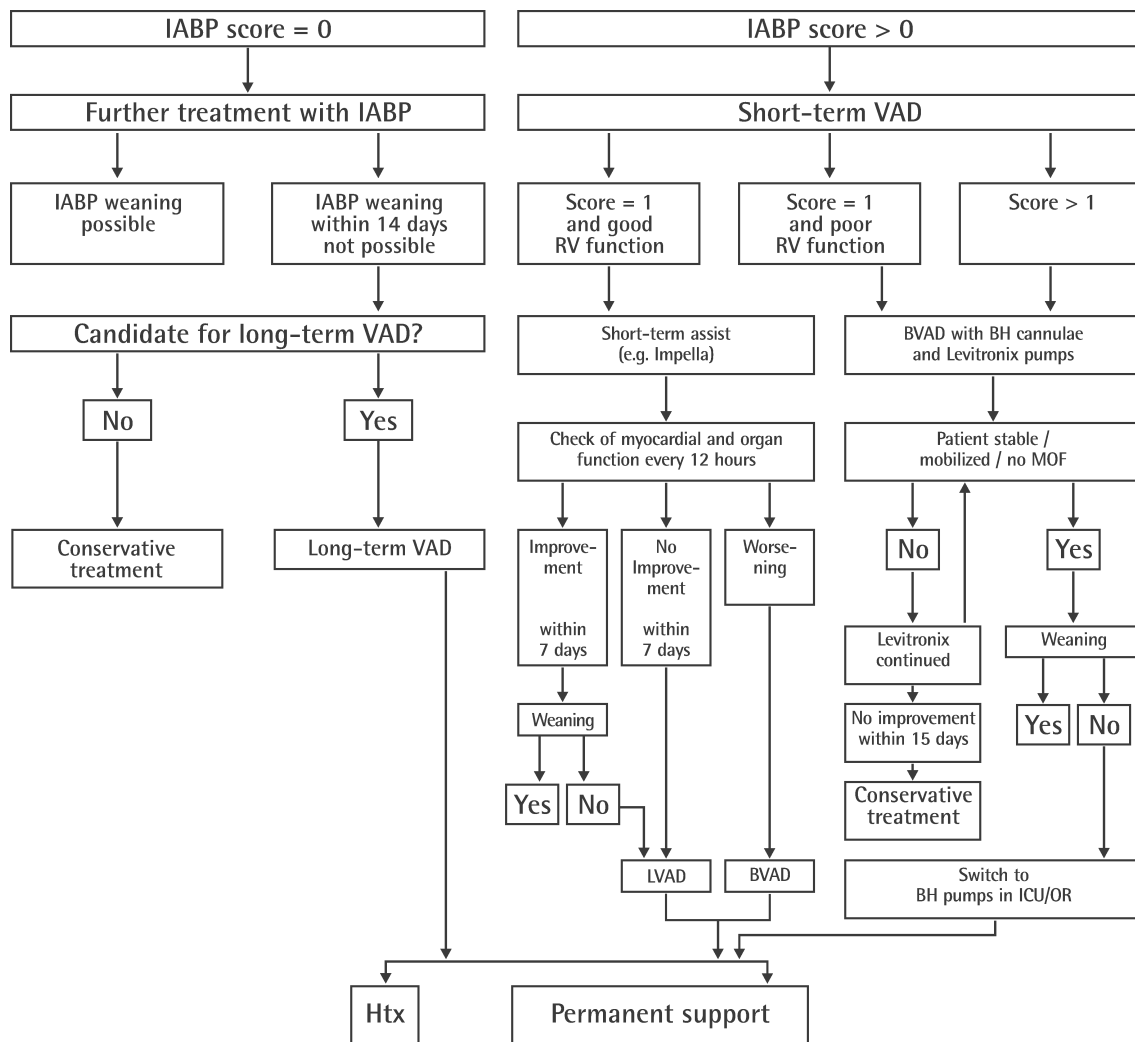 IABP score = 0
IABP score > 0
Further treatment with IABP
Short-term VAD
IABP weaning
possible
IABP weaning
within 14 days
not possible
Score = 1
and good
RV function
Score = 1
and poor
RV function
Score > 1
Candidate for long-term VAD?
Short-term assist
(e.g. Impella)
BVAD with BH cannulae
and Levitronix pumps
No
Yes
Check of myocardial and organ
function every 12 hours
Patient stable /
mobilized / no MOF
Conservative
treatment
Long-term VAD
Improve-
ment
within
7 days
No
Improve-
ment
within
7 days
Worse-
ning
No
Yes
Levitronix
continued
Weaning
Weaning
No improvement
within 15 days
Yes
No
Yes
No
Conservative
treatment
LVAD
BVAD
Switch to
BH pumps in ICU/OR
Htx
Permanent support